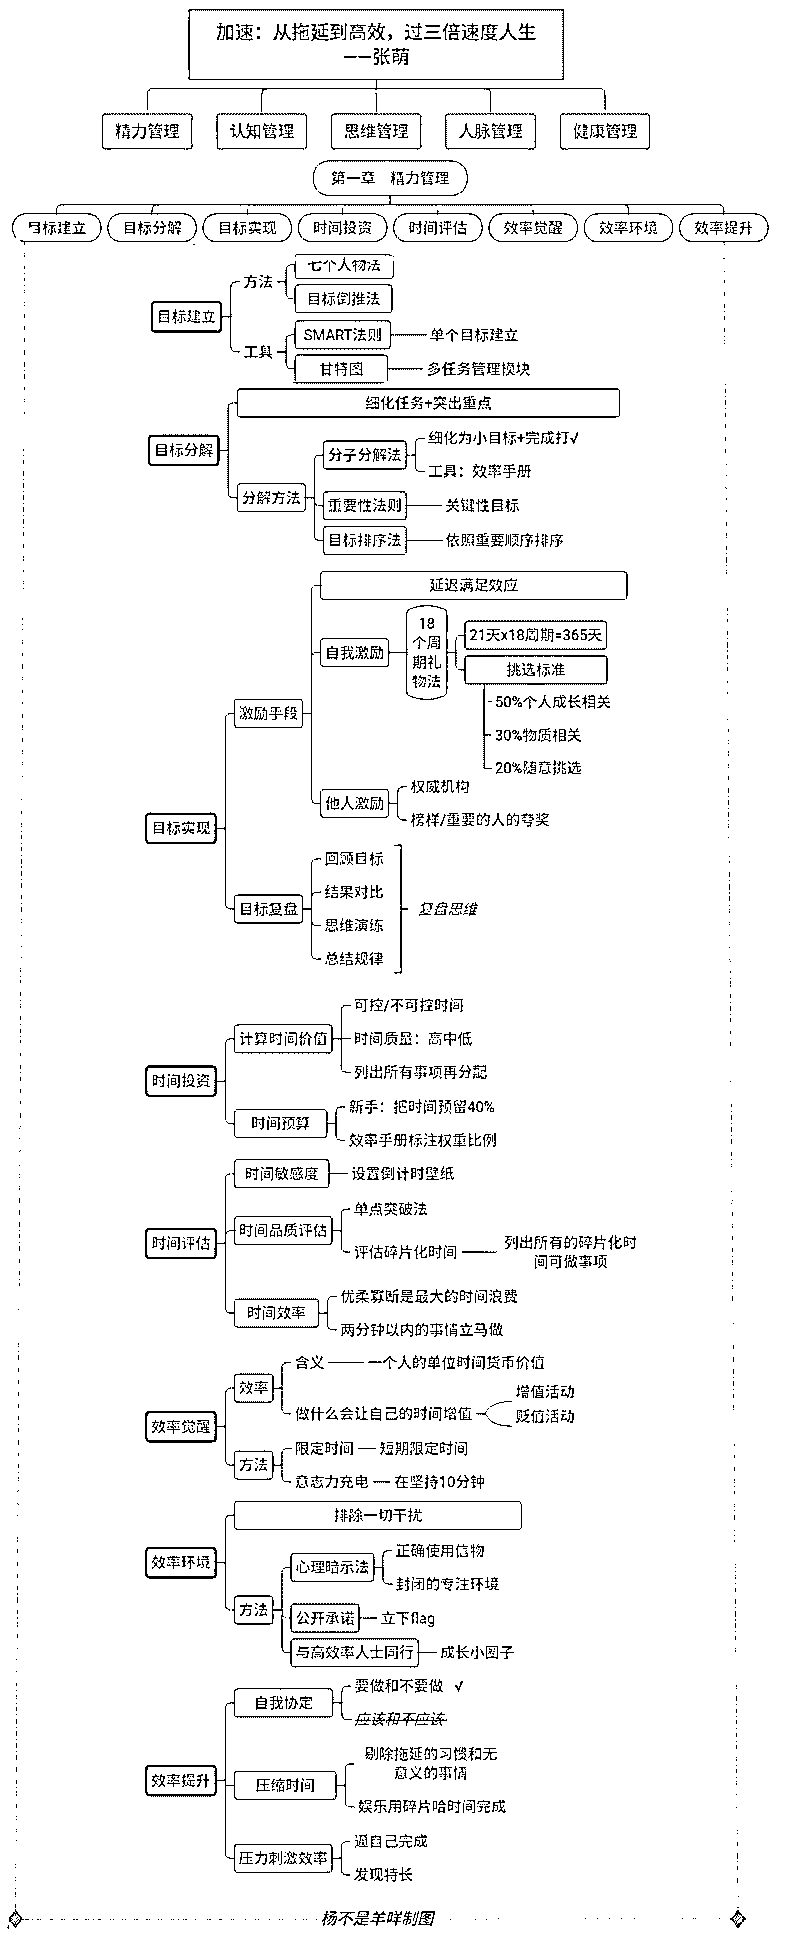 加速：从拖延到高效，过三倍速度人生
——张萌
精力管理
认知管理
思维管理
人脉管理
健康管理
第一章 精力管理
目标建立
目标分解
目标实现
时间投资
时间评估
效率觉醒
效率环境
效率提升
目标建立
方法
七个人物法
目标倒推法
工具
SMART法则
单个目标建立
甘特图
多任务管理模块
目标分解
细化任务+突出重点
分解方法
分子分解法
细化为小目标+完成打√
工具：效率手册
重要性法则
关键性目标
目标排序法
依照重要顺序排序
目标实现
激励手段
延迟满足效应
自我激励
18
个周
期礼
物法
21天x18周期=365天
挑选标准
50%个人成长相关
30%物质相关
20%随意挑选
他人激励
权威机构
榜样/重要的人的夸奖
目标复盘
回顾目标
结果对比
思维演练
总结规律
复盘思维
时间投资
计算时间价值
可控/不可控时间
时间质量：高中低
列出所有事项再分配
时间预算
新手：把时间预留40%
效率手册标注权重比例
时间评估
时间敏感度
设置倒计时壁纸
时间品质评估
单点突破法
评估碎片化时间
列出所有的碎片化时
间可做事项
时间效率
优柔寡断是最大的时间浪费
两分钟以内的事情立马做
效率觉醒
效率
含义
一个人的单位时间货币价值
做什么会让自己的时间增值
增值活动
贬值活动
方法
限定时间
短期限定时间
意志力充电
在坚持10分钟
效率环境
排除一切干扰
方法
心理暗示法
正确使用信物
封闭的专注环境
公开承诺
立下flag
与高效率人士同行
成长小圈子
效率提升
自我协定
要做和不要做 √
应该和不应该
压缩时间
剔除拖延的习惯和无
意义的事情
娱乐用碎片哈时间完成
压力刺激效率
逼自己完成
发现特长
杨不是羊咩制图